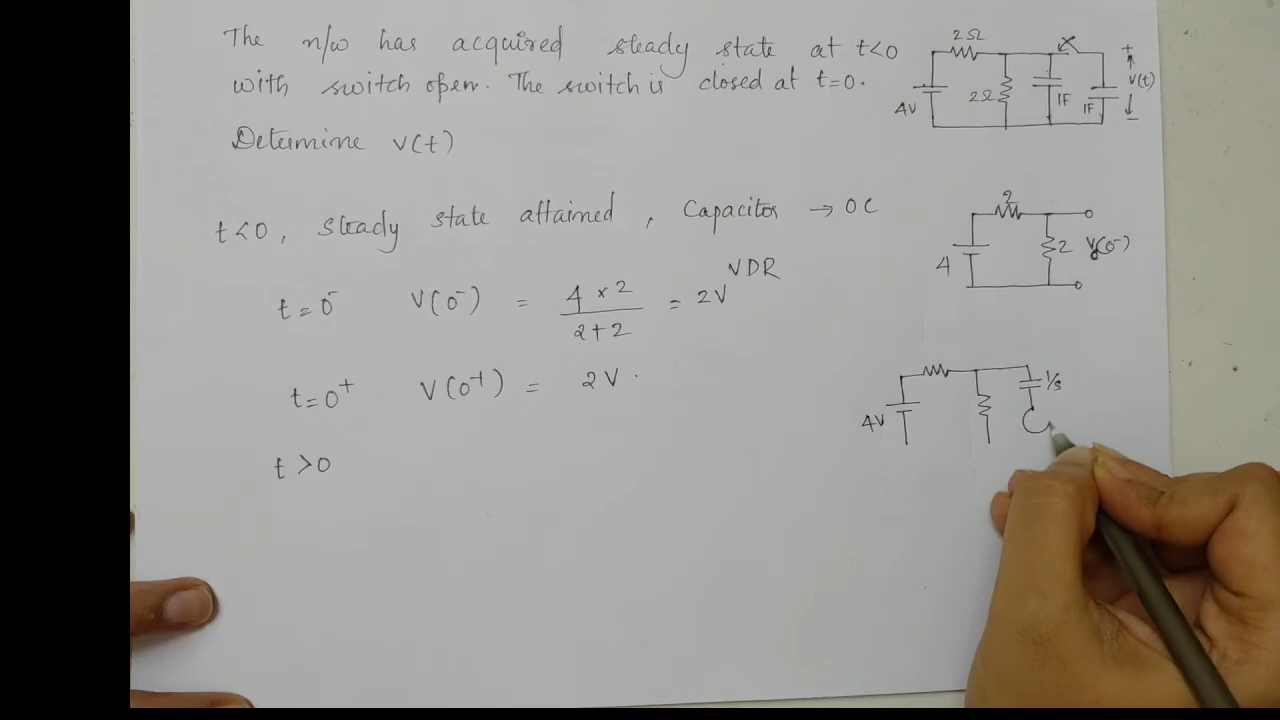 The n/w has acquired steady state at t<0
with switch open. The switch is closed at t=0.
Determine v(t)
2Ω
4V
2Ω
1F
1F
+
v(t)
-
t<0, steady state attained, Capacitor → OC
2
4
2
t = 0⁻ V(0⁻) = 4 × 2 / 2+2 = 2V VDR
t = 0⁺ V(0⁺) = 2V.
4V
1/s
t >0